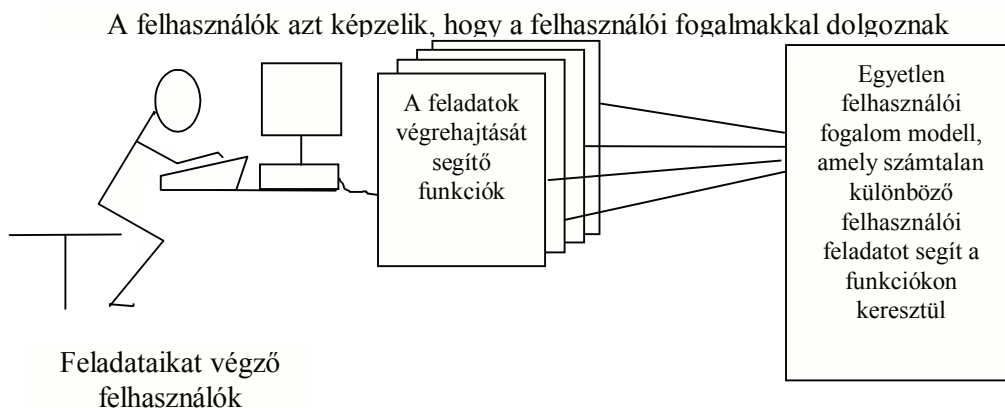 A felhasználók azt képzelik, hogy a felhasználói fogalmakkal dolgoznak
A feladatok
végrehajtását
segítő
funkciók
Egyetlen
felhasználói
fogalom modell,
amely számtalan
különböző
felhasználói
feladatot segít a
funkciókon
keresztül
Feladataikat végző
felhasználók